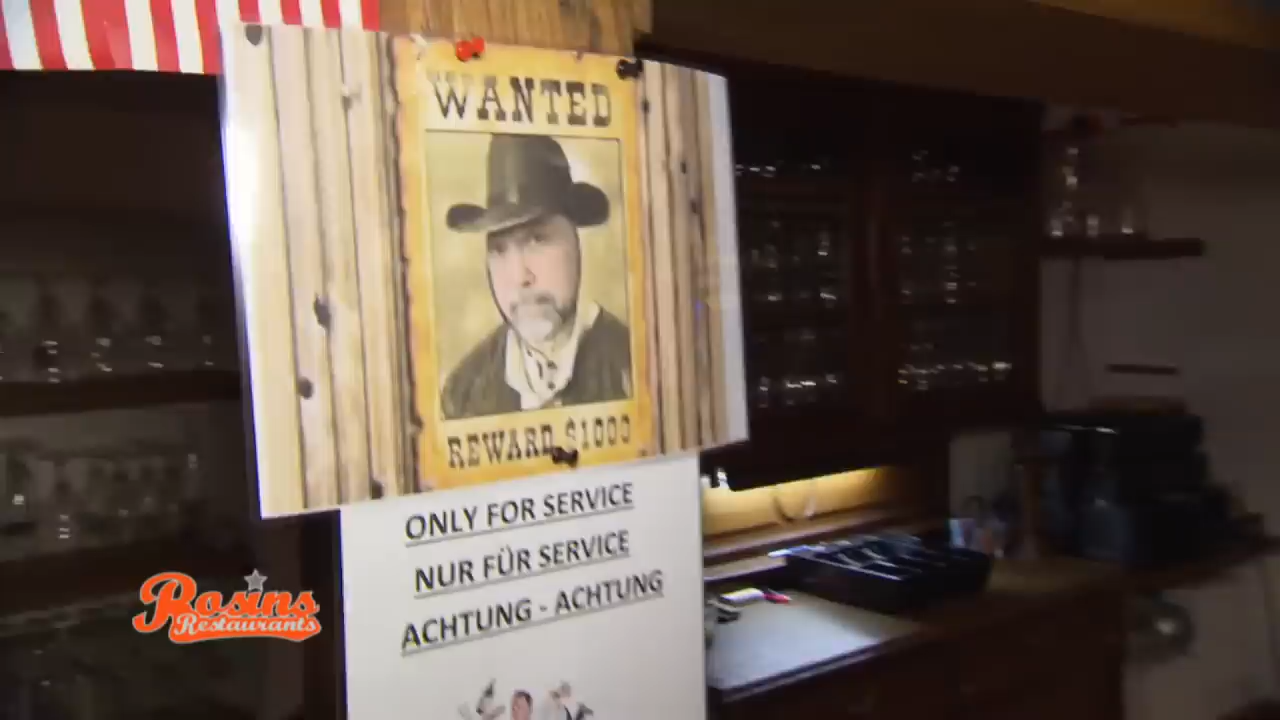 WANTED
REWARD $1000
ONLY FOR SERVICE
NUR FÜR SERVICE
ACHTUNG - ACHTUNG
Rosins
Restaurants